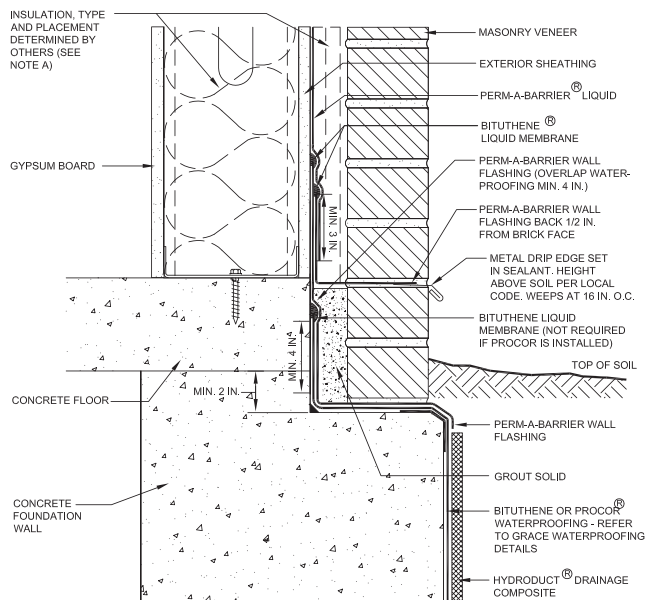 INSULATION, TYPE
AND PLACEMENT
DETERMINED BY
OTHERS (SEE
NOTE A)
GYPSUM BOARD
CONCRETE FLOOR
CONCRETE
FOUNDATION
WALL
MIN. 3 IN.
MIN. 4 IN.
MIN. 2 IN.
MASONRY VENEER
EXTERIOR SHEATHING
PERM-A-BARRIER® LIQUID
BITUTHENE ®
LIQUID MEMBRANE
PERM-A-BARRIER WALL
FLASHING (OVERLAP WATER-
PROOFING MIN. 4 IN.)
PERM-A-BARRIER WALL
FLASHING BACK 1/2 IN.
FROM BRICK FACE
METAL DRIP EDGE SET
IN SEALANT. HEIGHT
ABOVE SOIL PER LOCAL
CODE. WEEPS AT 16 IN. O.C.
BITUTHENE LIQUID
MEMBRANE (NOT REQUIRED
IF PROCOR IS INSTALLED)
TOP OF SOIL
PERM-A-BARRIER WALL
FLASHING
GROUT SOLID
BITUTHENE OR PROCOR®
WATERPROOFING - REFER
TO GRACE WATERPROOFING
DETAILS
HYDRODUCT® DRAINAGE
COMPOSITE